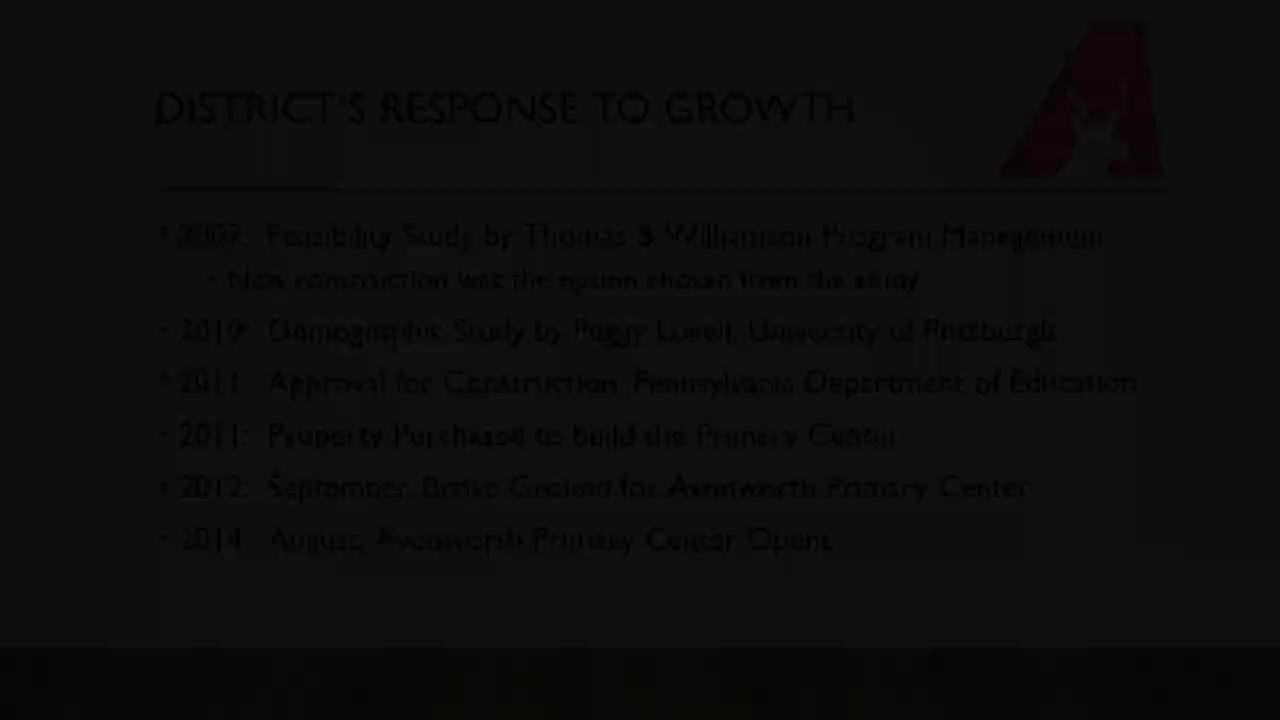 DISTRICT'S RESPONSE TO GROWTH
• 2007: Feasibility Study by Thomas & Williamson Program Management
• New construction was the option chosen from the study
• 2010: Demographic Study by Peggy Lovell, University of Pittsburgh
• 2011: Approval for Construction, Pennsylvania Department of Education
• 2011: Property Purchased to build the Primary Center
• 2012: September, Broke Ground for Avonworth Primary Center
• 2014: August, Avonworth Primary Center Opens